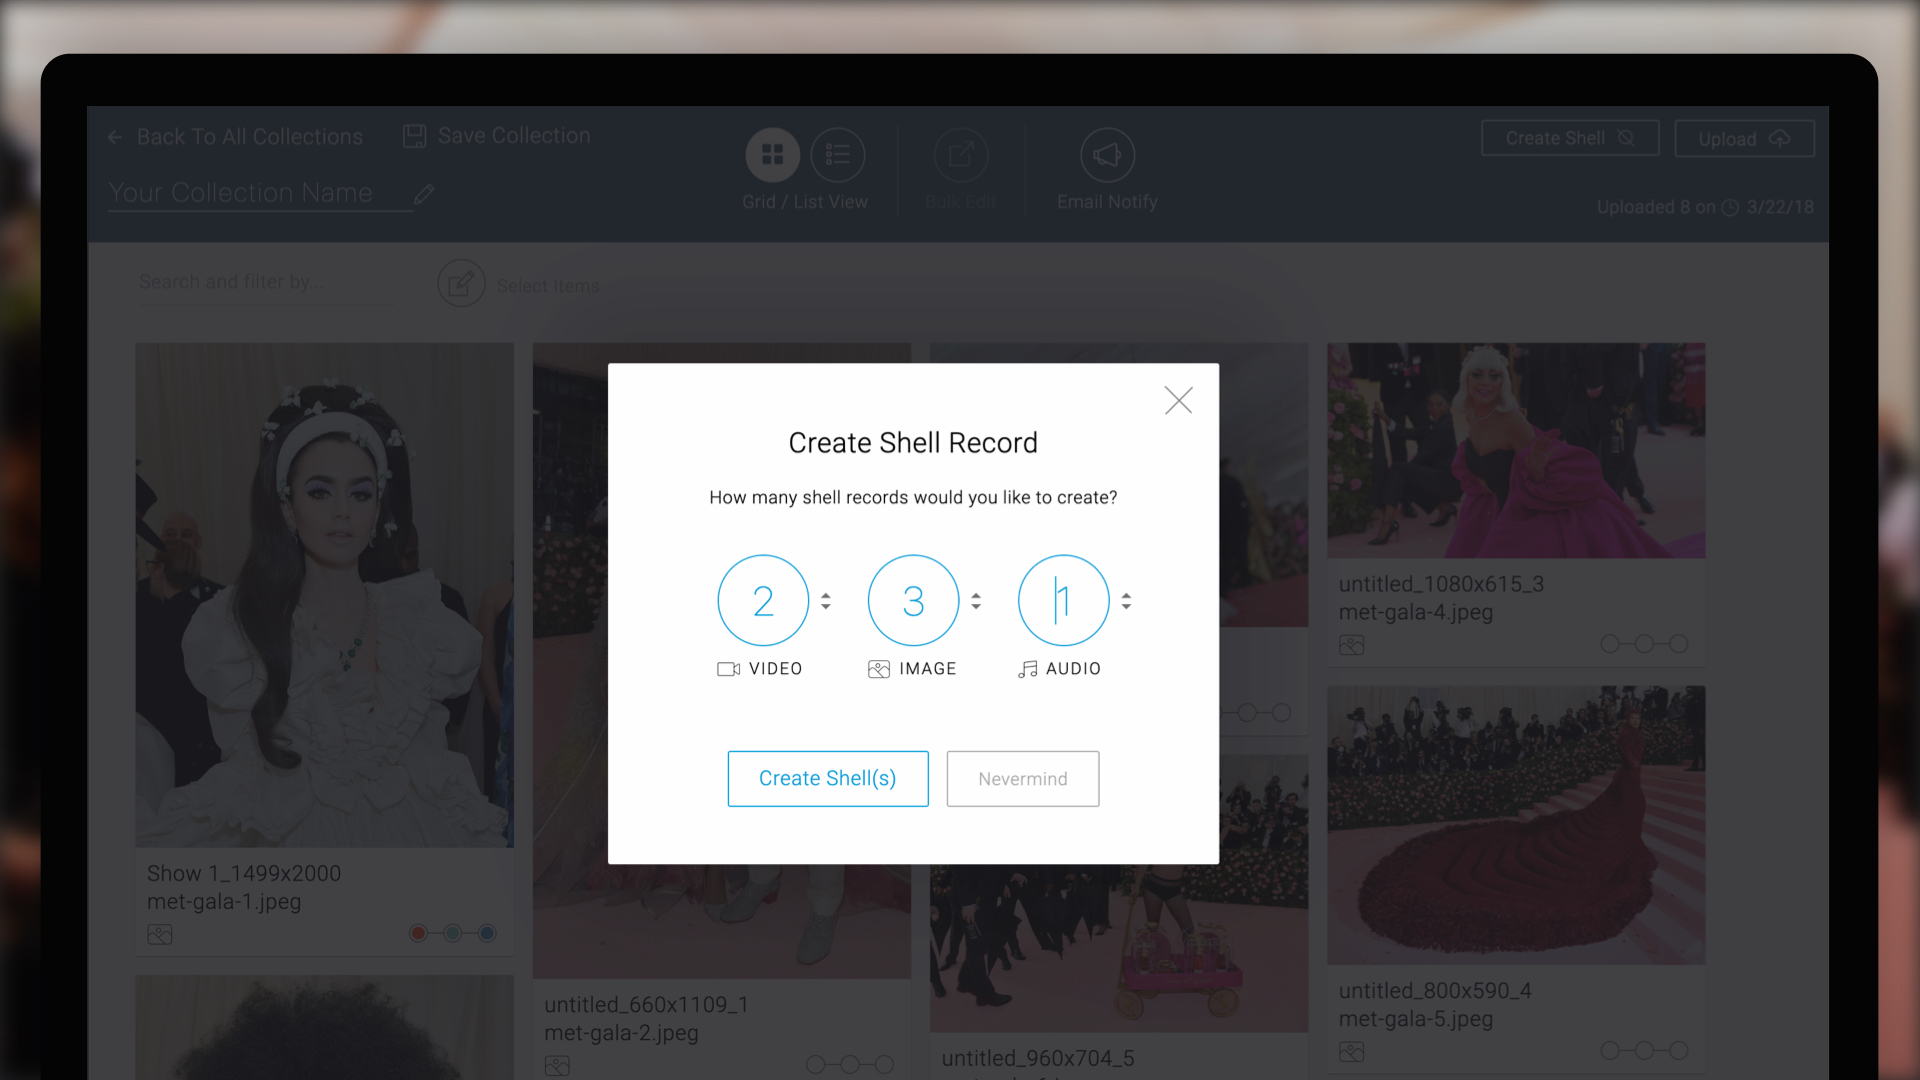 Back To All Collections
Save Collection
Create Shell
Upload
Your Collection Name
Grid / List View
Bulk Edit
Email Notify
Uploaded 8 on 3/22/18
Search and filter by...
Select Items
Create Shell Record
How many shell records would you like to create?
2
3
1
VIDEO
IMAGE
AUDIO
Create Shell(s)
Nevermind
Show 1_1499x2000
met-gala-1.jpeg
untitled_660x1109_1
met-gala-2.jpeg
untitled_960x704_5
untitled_1080x615_3
met-gala-4.jpeg
untitled_800x590_4
met-gala-5.jpeg